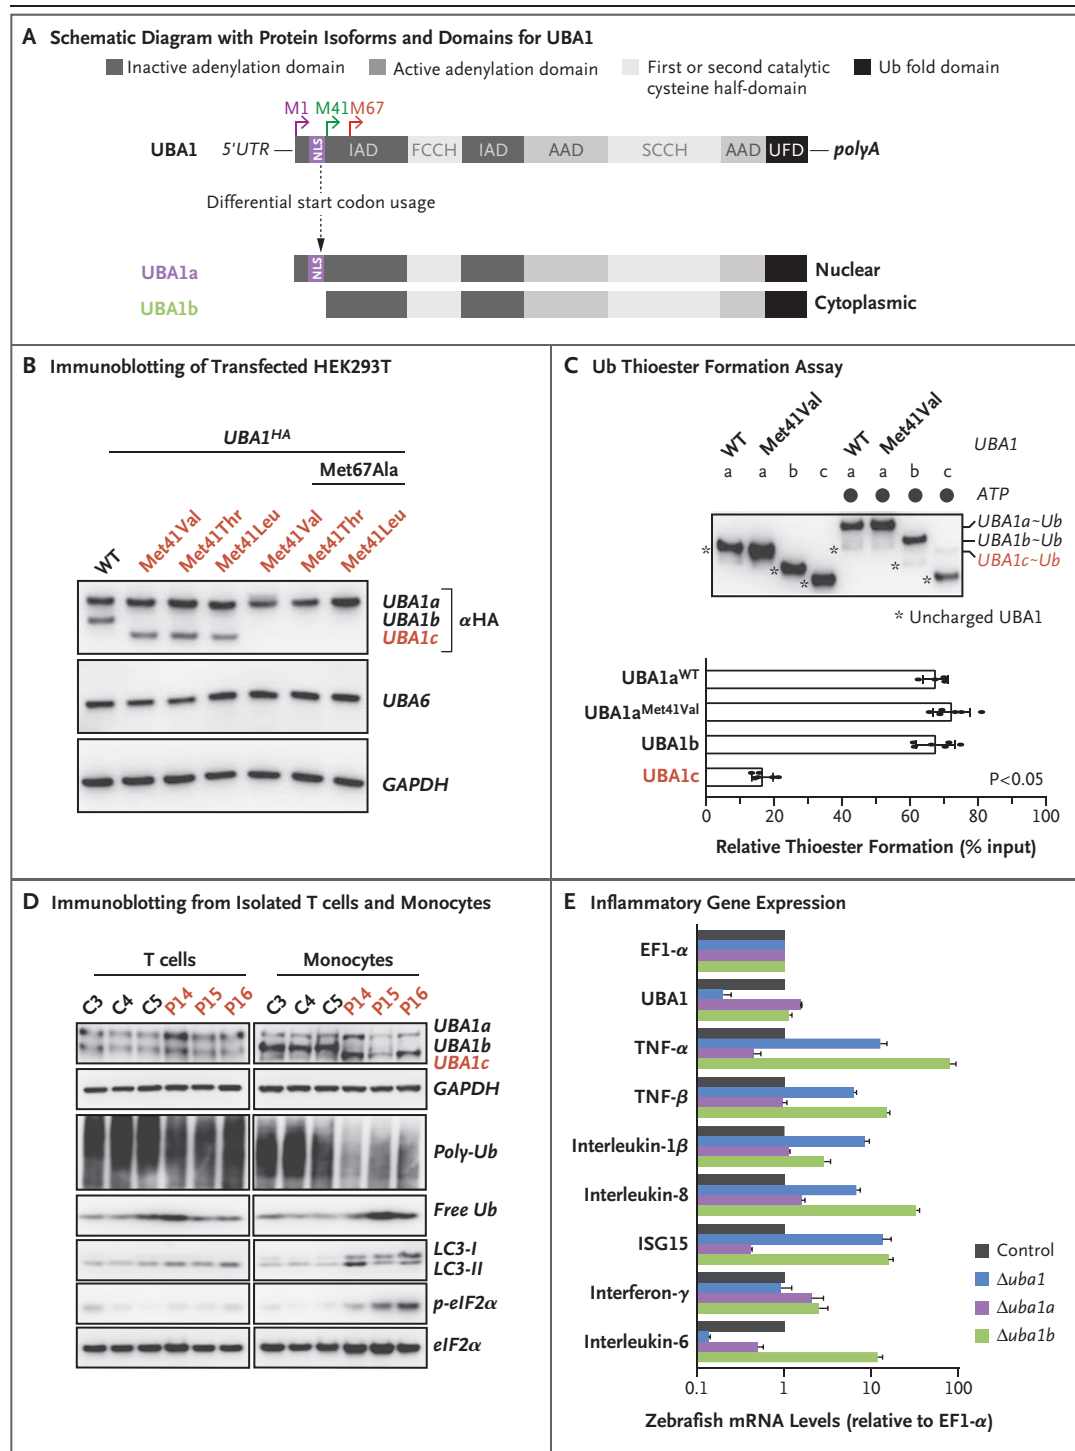 A Schematic Diagram with Protein Isoforms and Domains for UBA1
Inactive adenylation domain
Active adenylation domain
First or second catalytic
cysteine half-domain
Ub fold domain
M1 M41 M67
UBA1 5'UTR NLS IAD FCCH IAD AAD SCCH AAD UFD polyA
Differential start codon usage
UBA1a NLS Nuclear
UBA1b Cytoplasmic
B Immunoblotting of Transfected HEK293T
UBA1HA
Met67Ala
WT Met41Val Met41Thr Met41Leu Met41Val Met41Thr Met41Leu
UBA1a
UBA1b αHA
UBA1c
UBA6
GAPDH
C Ub Thioester Formation Assay
WT Met41Val WT Met41Val UBA1
a a b c a a b c
ATP
UBA1a~Ub
UBA1b~Ub
UBA1c~Ub
* * * * * *
* Uncharged UBA1
UBA1aWT
UBA1aMet41Val
UBA1b
UBA1c
P<0.05
0 20 40 60 80 100
Relative Thioester Formation (% input)
D Immunoblotting from Isolated T cells and Monocytes
T cells Monocytes
C3 C4 C5 P14 P15 P16 C3 C4 C5 P14 P15 P16
UBA1a
UBA1b
UBA1c
GAPDH
Poly-Ub
Free Ub
LC3-I
LC3-II
p-eIF2α
eIF2α
E Inflammatory Gene Expression
EF1-α
UBA1
TNF-α
TNF-β
Interleukin-1β
Interleukin-8
ISG15
Interferon-γ
Interleukin-6
Control
Δuba1
Δuba1a
Δuba1b
0.1 1 10 100
Zebrafish mRNA Levels (relative to EF1-α)